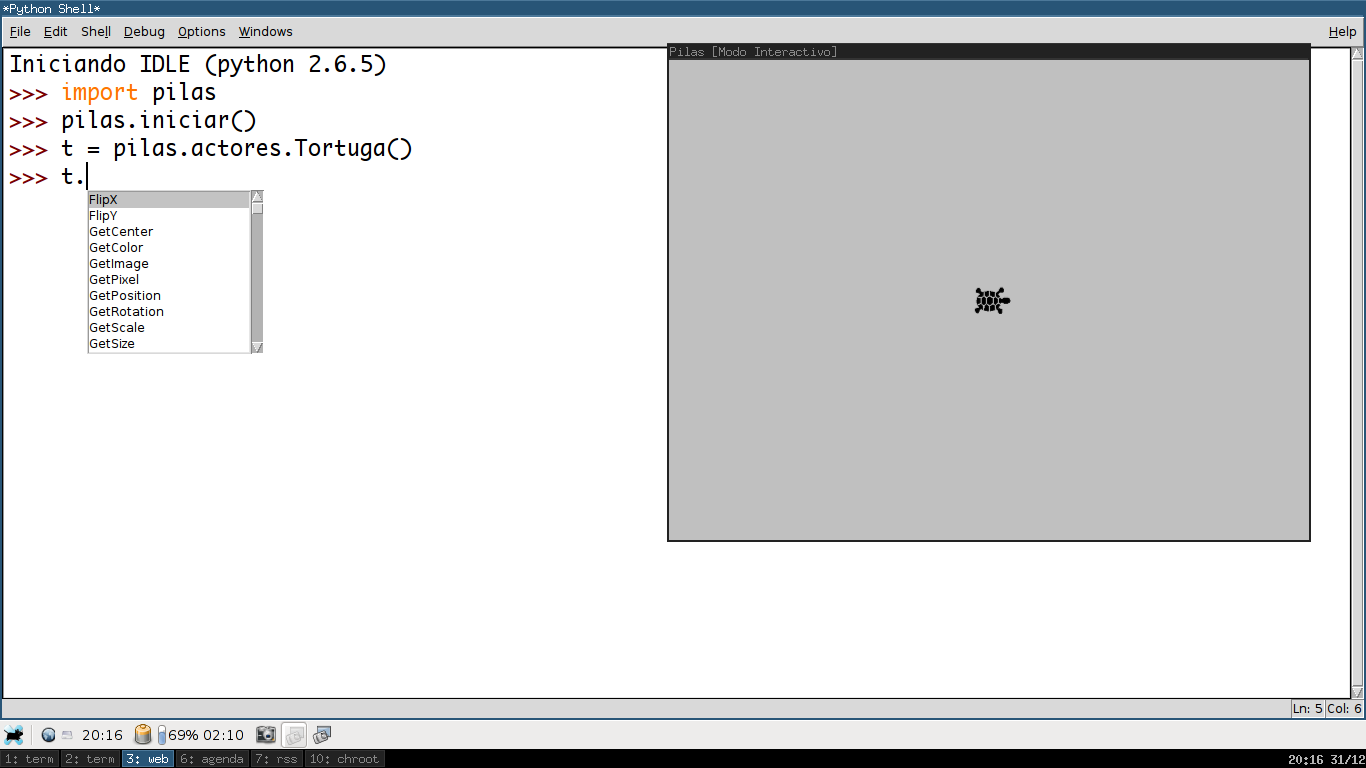 *Python Shell*
File Edit Shell Debug Options Windows Help
Iniciando IDLE (python 2.6.5)
>>> import pilas
>>> pilas.iniciar()
>>> t = pilas.actores.Tortuga()
>>> t.
FlipX
FlipY
GetCenter
GetColor
GetImage
GetPixel
GetPosition
GetRotation
GetScale
GetSize
Pilas [Modo Interactivo]
Ln: 5 Col: 6
20:16 69% 02:10
1: term 2: term 3: web 6: agenda 7: rss 10: chroot 20:16 31/12